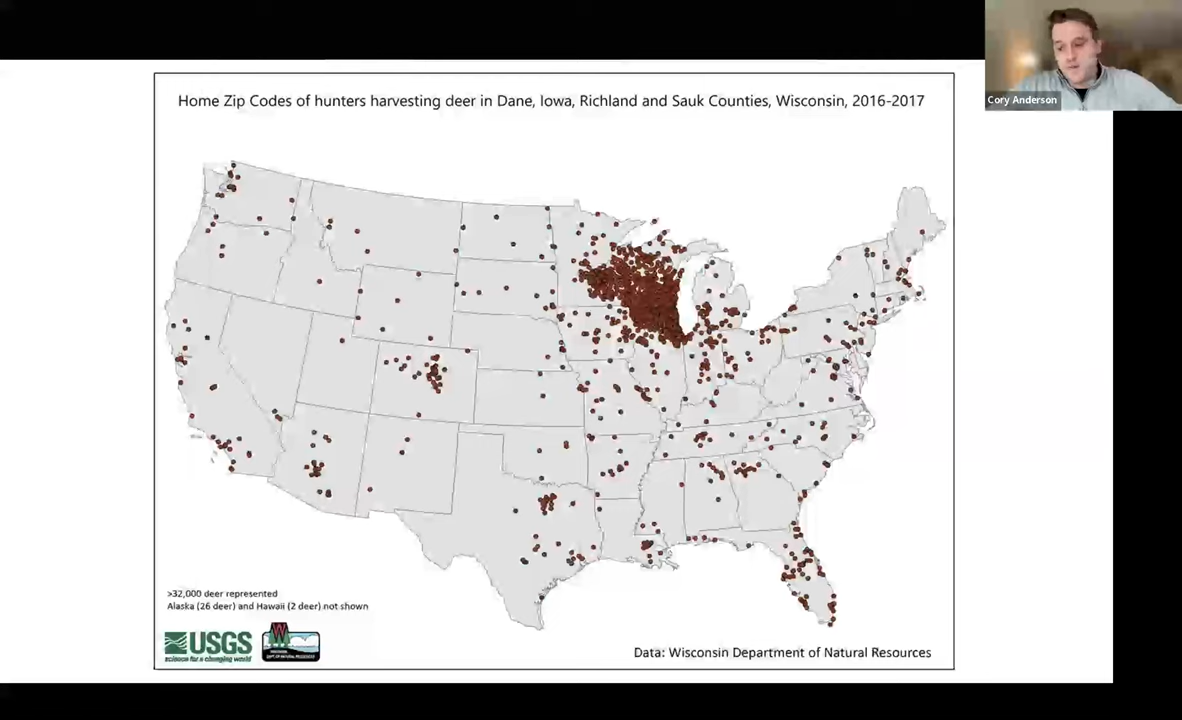 Cory Anderson
Home Zip Codes of hunters harvesting deer in Dane, Iowa, Richland and Sauk Counties, Wisconsin, 2016-2017
>32,000 deer represented
Alaska (26 deer) and Hawaii (2 deer) not shown
USGS
science for a changing world
W
Data: Wisconsin Department of Natural Resources